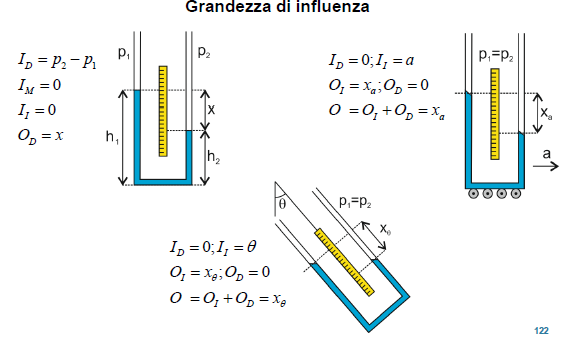 Grandezza di influenza
I_D = p_2 − p_1
I_M = 0
I_I = 0
O_D = x
p_1
p_2
x
h_1
h_2
I_D = 0; I_I = a
O_I = x_a; O_D = 0
O = O_I + O_D = x_a
p_1=p_2
x_a
a
θ
p_1=p_2
x_θ
I_D = 0; I_I = θ
O_I = x_θ; O_D = 0
O = O_I + O_D = x_θ
122